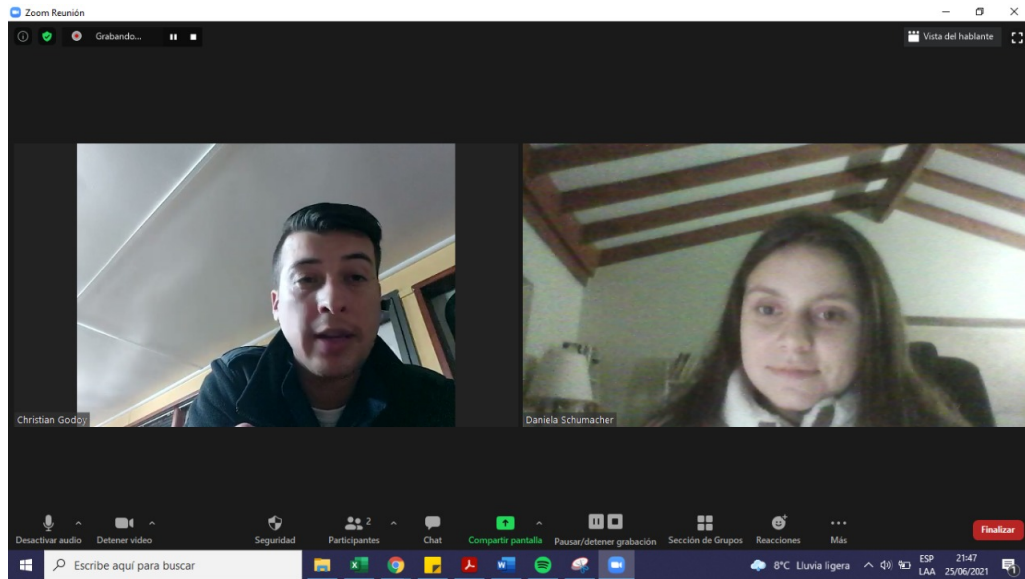 Zoom Reunión
Grabando...
Vista del hablante
Christian Godoy
Daniela Schumacher
2
Desactivar audio
Detener video
Seguridad
Participantes
Chat
Compartir pantalla
Pausar/detener grabación
Sección de Grupos
Reacciones
Más
Finalizar
Escribe aquí para buscar
8°C Lluvia ligera
ESP
LAA
21:47
25/06/2021
1